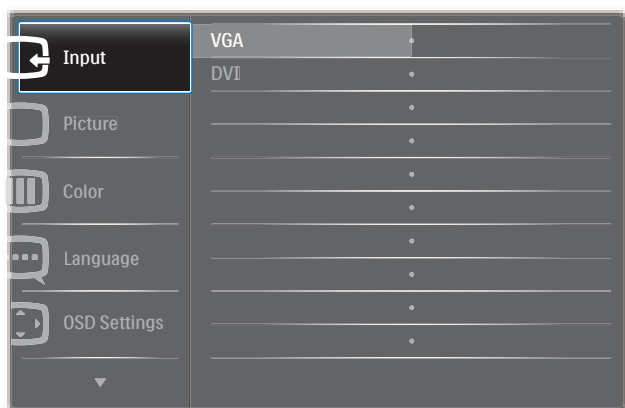 Input
Picture
Color
Language
OSD Settings
VGA
DVI